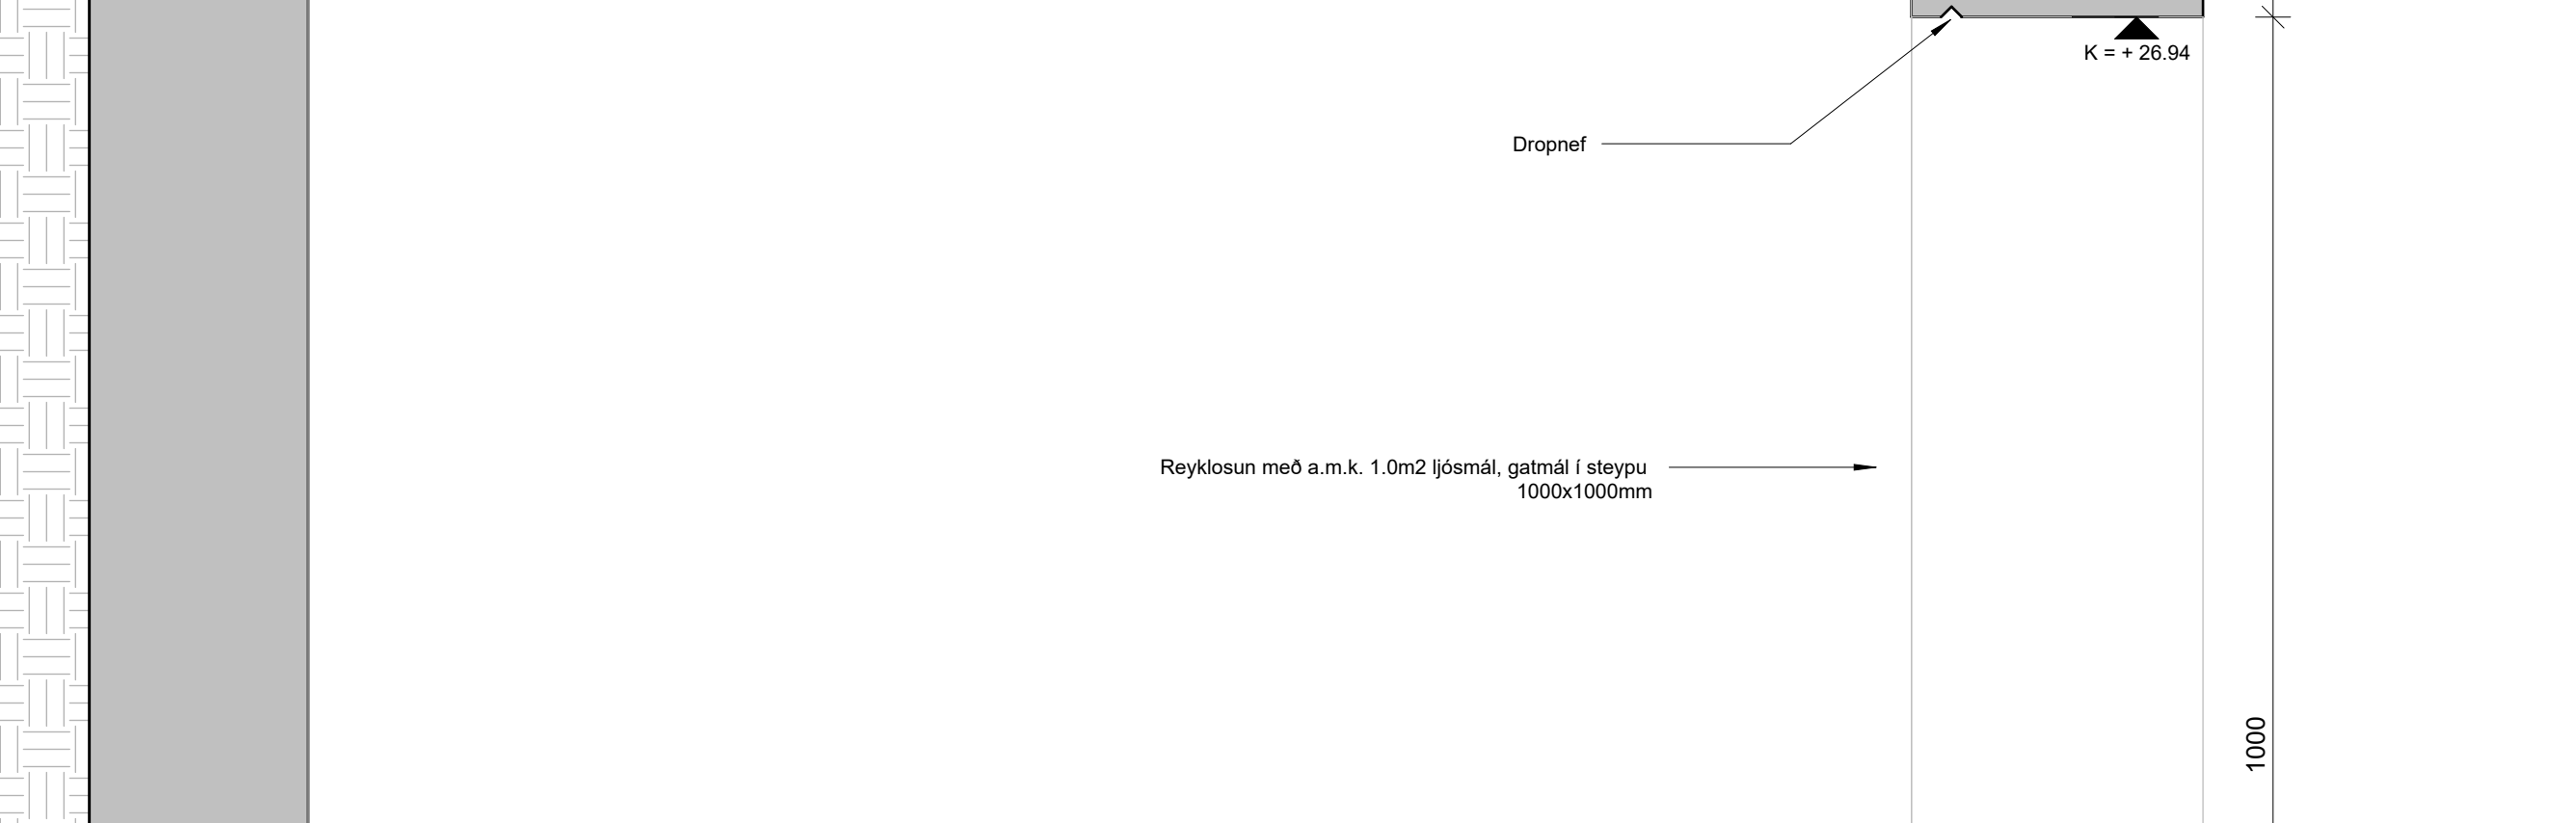 K = + 26.94
Dropnef
Reyklosun með a.m.k. 1.0m2 ljósmál, gatmál í steypu
1000x1000mm
1000